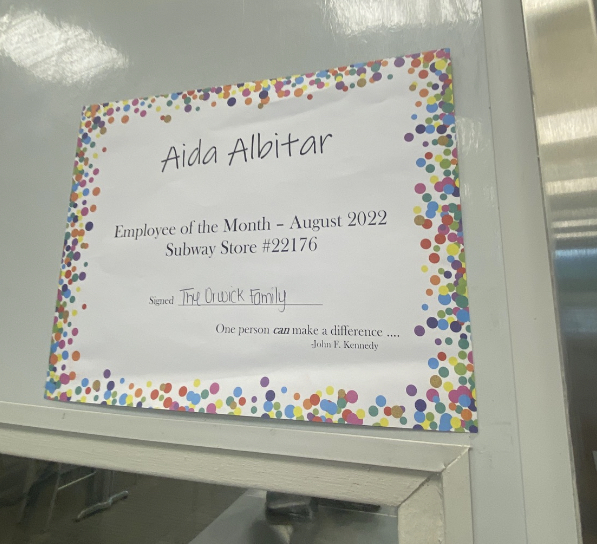 Aida Albitar
Employee of the Month – August 2022
Subway Store #22176
Signed The Orwick Family
One person can make a difference ....
-John F. Kennedy